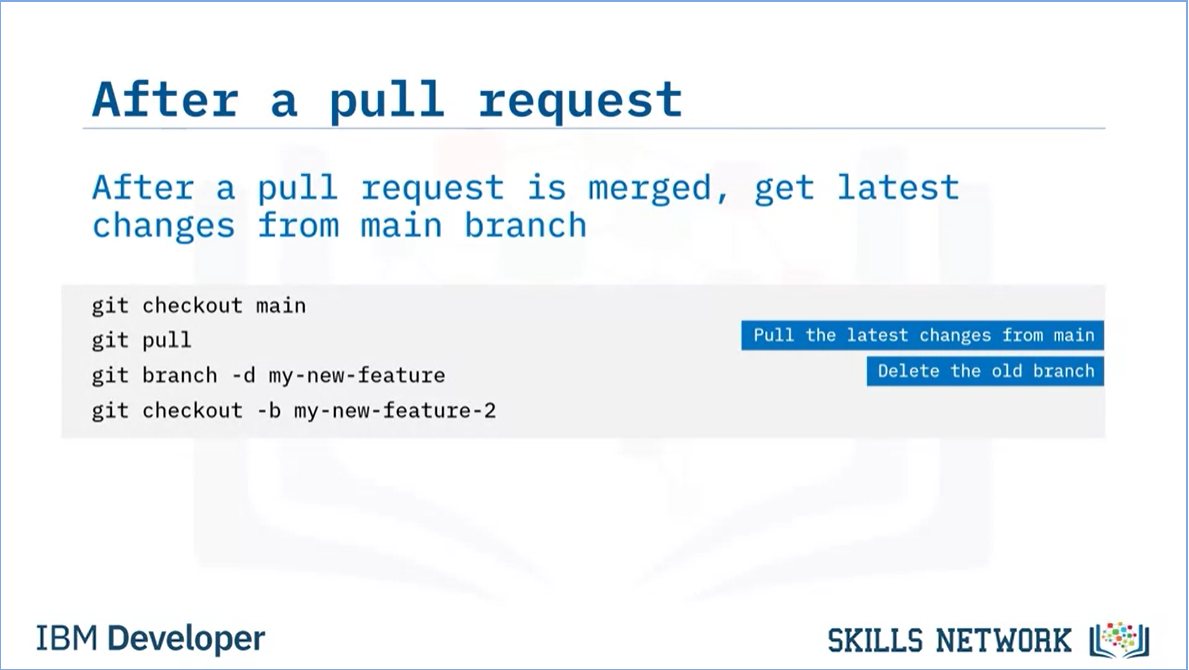 After a pull request
After a pull request is merged, get latest
changes from main branch
git checkout main
git pull
Pull the latest changes from main
git branch -d my-new-feature
Delete the old branch
git checkout -b my-new-feature-2
IBM Developer
SKILLS NETWORK